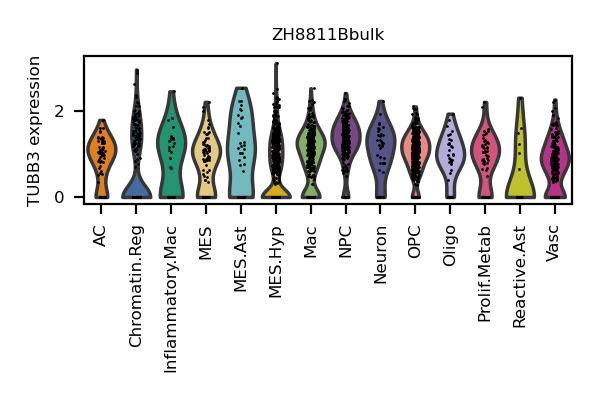 ZH8811Bbulk
TUBB3 expression
2
0
AC
Chromatin.Reg
Inflammatory.Mac
MES
MES.Ast
MES.Hyp
Mac
NPC
Neuron
OPC
Oligo
Prolif.Metab
Reactive.Ast
Vasc